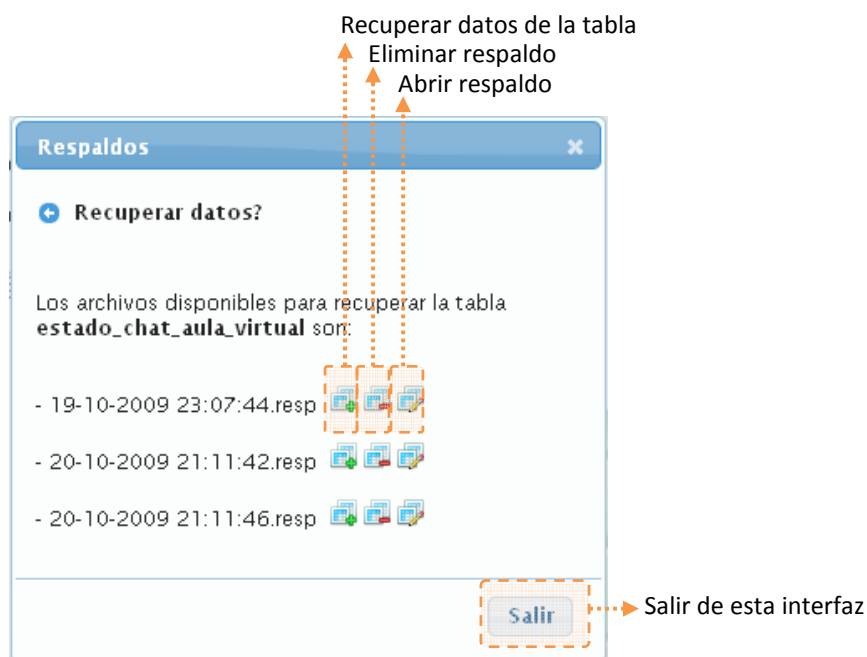 Recuperar datos de la tabla
Eliminar respaldo
Abrir respaldo
Respaldos
Recuperar datos?
Los archivos disponibles para recuperar la tabla
estado_chat_aula_virtual son:
- 19-10-2009 23:07:44.resp
- 20-10-2009 21:11:42.resp
- 20-10-2009 21:11:46.resp
Salir
Salir de esta interfaz